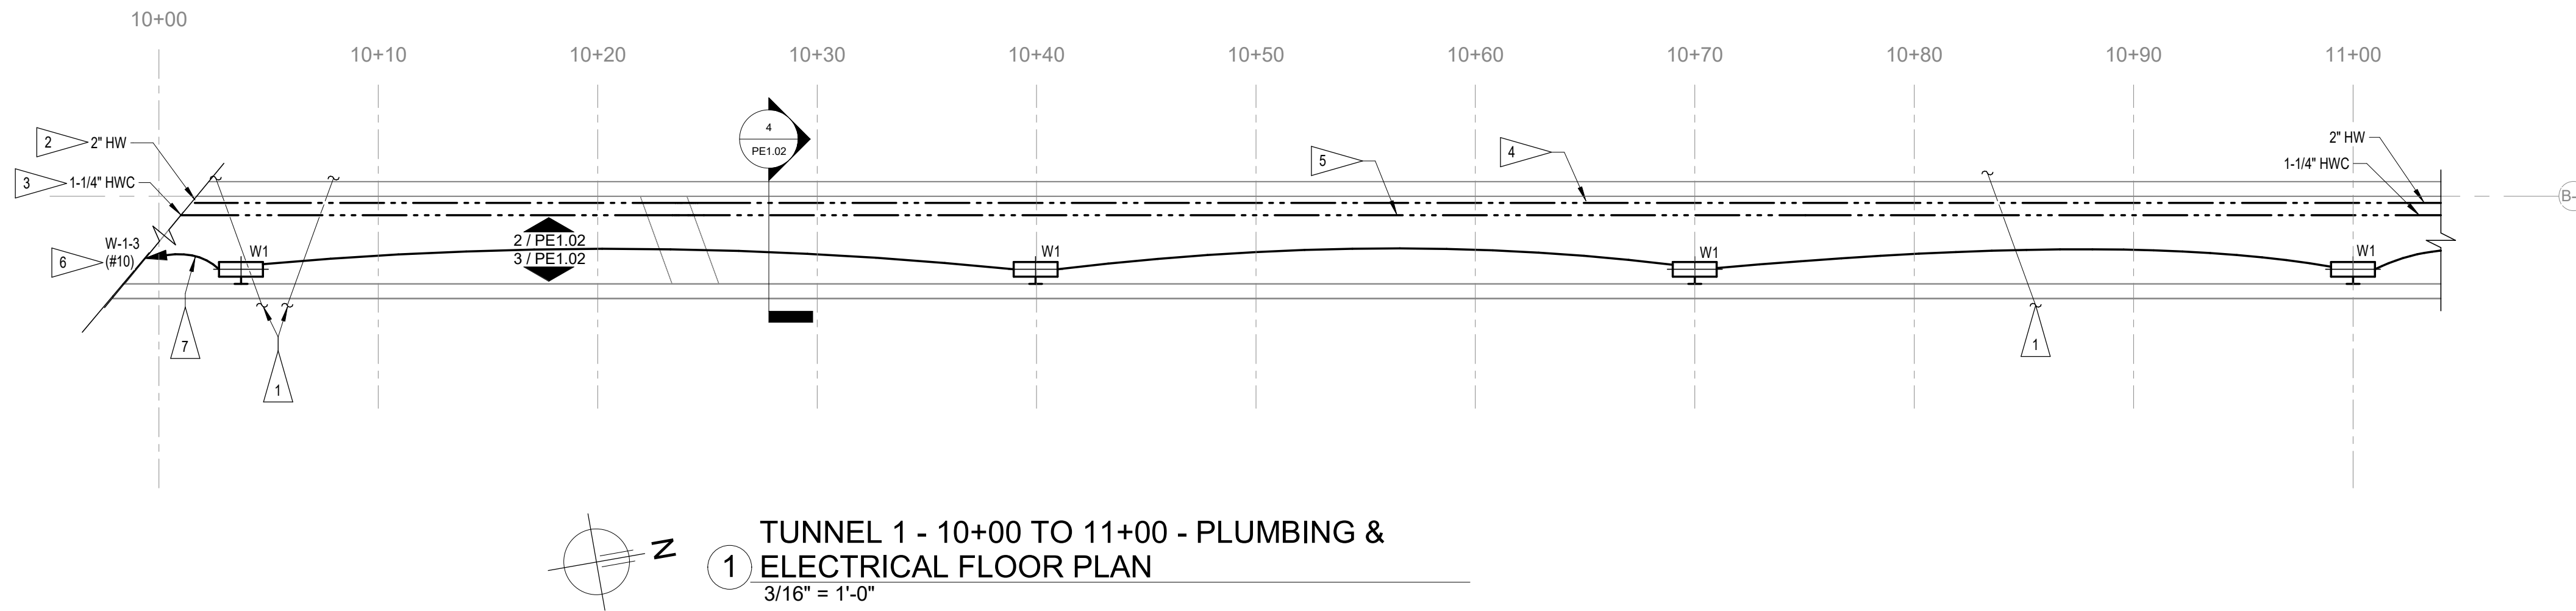 10+00
10+10
10+20
10+30
10+40
10+50
10+60
10+70
10+80
10+90
11+00
2
2" HW
3
1-1/4" HWC
6
W-1-3
(#10)
7
1
W1
2 / PE1.02
3 / PE1.02
4
PE1.02
W1
5
4
W1
1
2" HW
1-1/4" HWC
W1
B-
N
1
TUNNEL 1 - 10+00 TO 11+00 - PLUMBING &
ELECTRICAL FLOOR PLAN
3/16" = 1'-0"